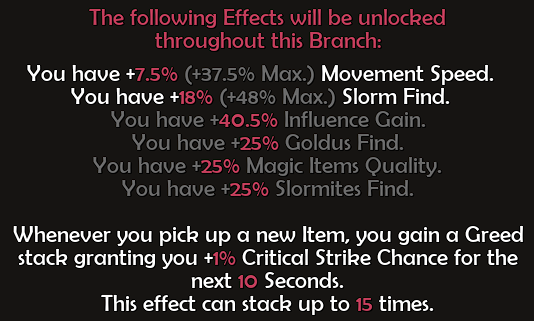 The following Effects will be unlocked
throughout this Branch:
You have +7.5% (+37.5% Max.) Movement Speed.
You have +18% (+48% Max.) Slorm Find.
You have +40.5% Influence Gain.
You have +25% Goldus Find.
You have +25% Magic Items Quality.
You have +25% Slormites Find.
Whenever you pick up a new Item, you gain a Greed
stack granting you +1% Critical Strike Chance for the
next 10 Seconds.
This effect can stack up to 15 times.